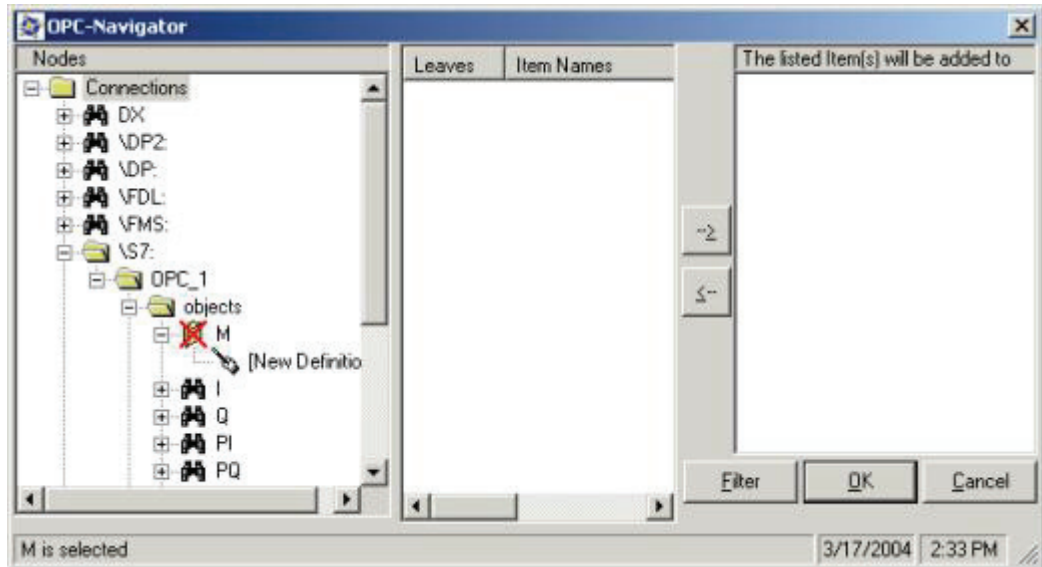 OPC-Navigator
Nodes
Connections
DX
\DP2:
\DP:
\FDL:
\FMS:
\S7:
OPC_1
objects
M
[New Definitio
I
Q
PI
PQ
Leaves Item Names
The listed Item(s) will be added to
-->
<--
Filter OK Cancel
M is selected 3/17/2004 2:33 PM